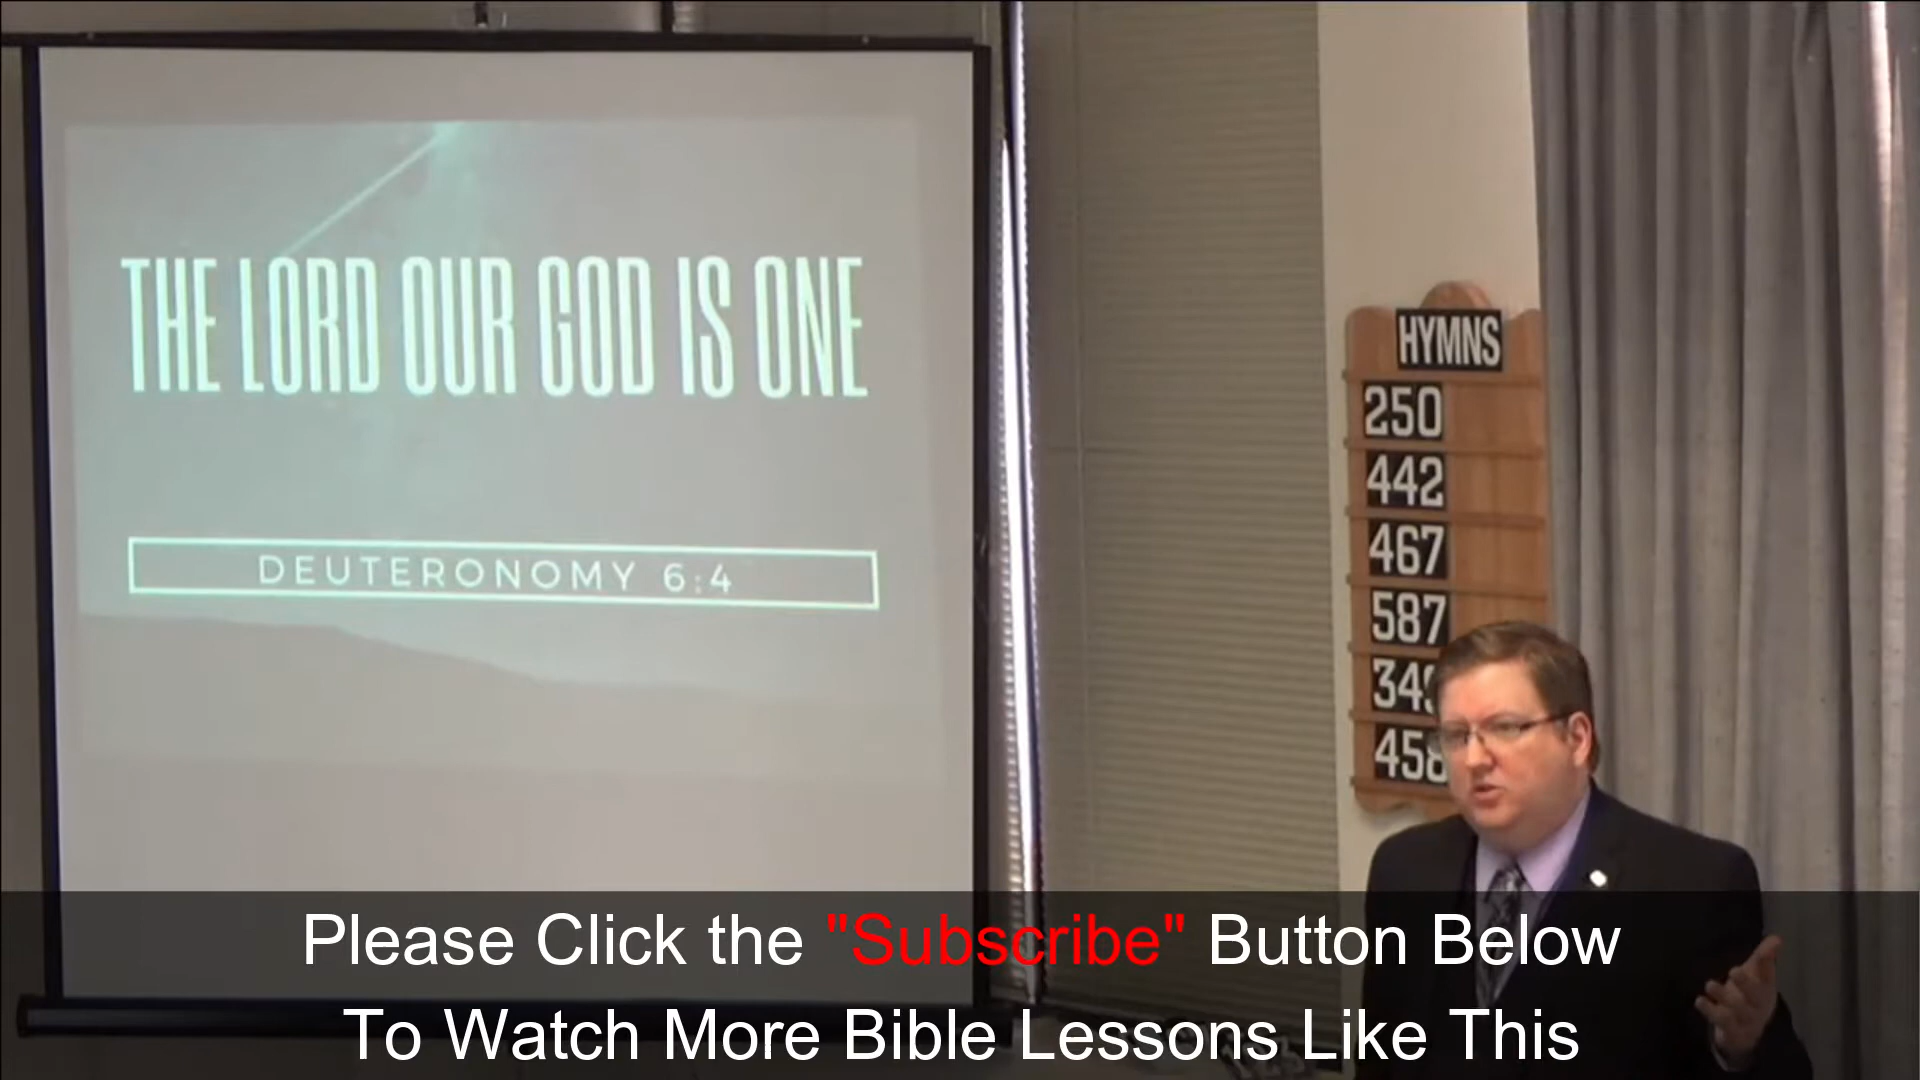 THE LORD OUR GOD IS ONE
DEUTERONOMY 6:4
HYMNS
250
442
467
587
458
Please Click the "Subscribe" Button Below
To Watch More Bible Lessons Like This